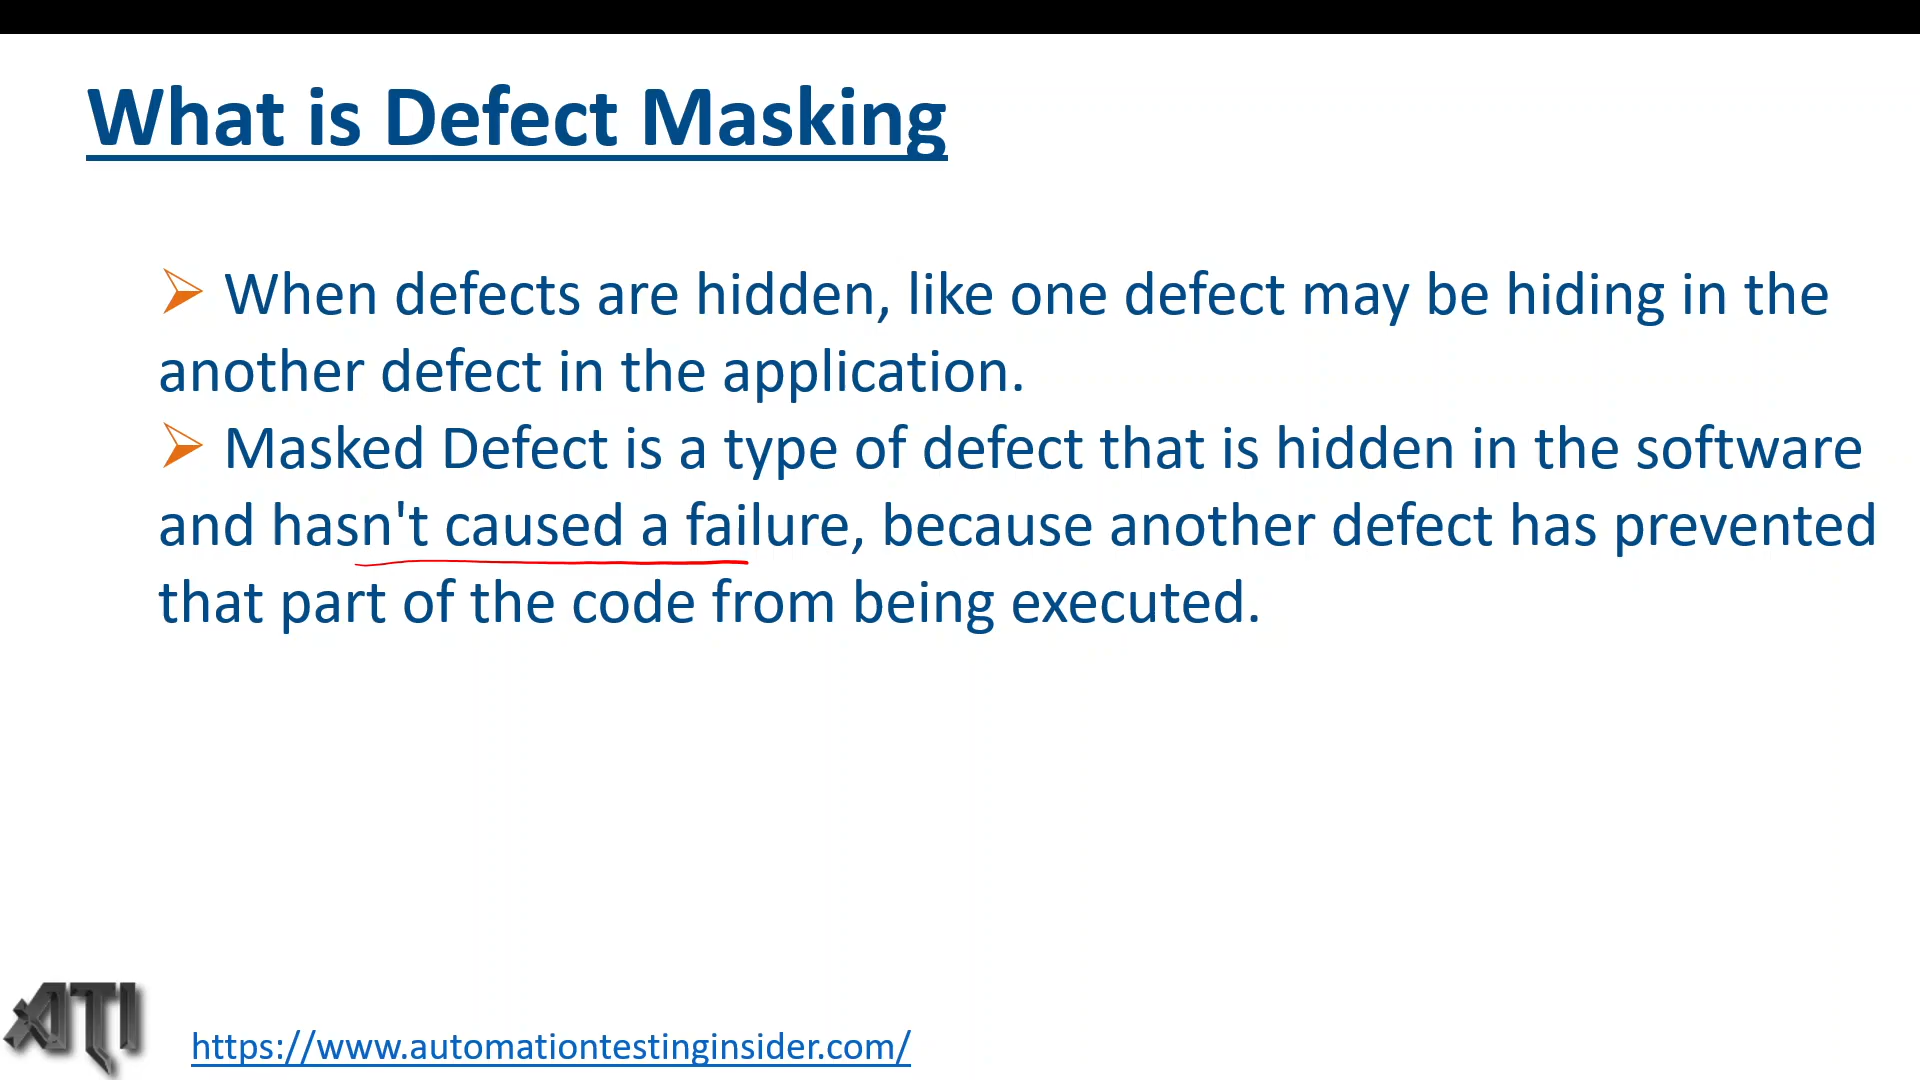 What is Defect Masking
When defects are hidden, like one defect may be hiding in the
another defect in the application.
Masked Defect is a type of defect that is hidden in the software
and hasn't caused a failure, because another defect has prevented
that part of the code from being executed.
ATI
https://www.automationtestinginsider.com/